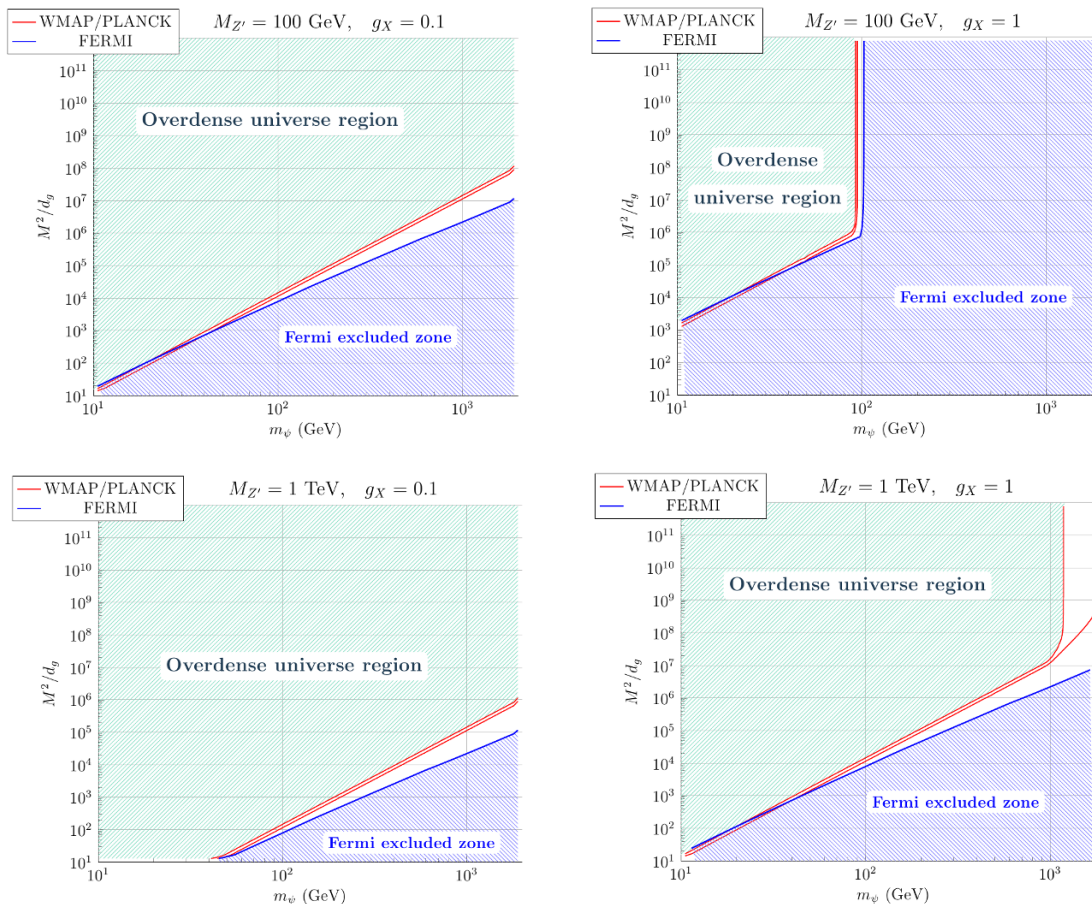 WMAP/PLANCK
FERMI
M_{Z'} = 100 GeV, g_X = 0.1
10^{11}
10^{10}
10^9
10^8
10^7
10^6
10^5
10^4
10^3
10^2
10^1
M^2/d_g
Overdense universe region
Fermi excluded zone
10^1 10^2 10^3
m_ψ (GeV)
WMAP/PLANCK
FERMI
M_{Z'} = 100 GeV, g_X = 1
10^{11}
10^{10}
10^9
10^8
10^7
10^6
10^5
10^4
10^3
10^2
10^1
M^2/d_g
Overdense
universe region
Fermi excluded zone
10^1 10^2 10^3
m_ψ (GeV)
WMAP/PLANCK
FERMI
M_{Z'} = 1 TeV, g_X = 0.1
10^{11}
10^{10}
10^9
10^8
10^7
10^6
10^5
10^4
10^3
10^2
10^1
M^2/d_g
Overdense universe region
Fermi excluded zone
10^1 10^2 10^3
m_ψ (GeV)
WMAP/PLANCK
FERMI
M_{Z'} = 1 TeV, g_X = 1
10^{11}
10^{10}
10^9
10^8
10^7
10^6
10^5
10^4
10^3
10^2
10^1
M^2/d_g
Overdense universe region
Fermi excluded zone
10^1 10^2 10^3
m_ψ (GeV)